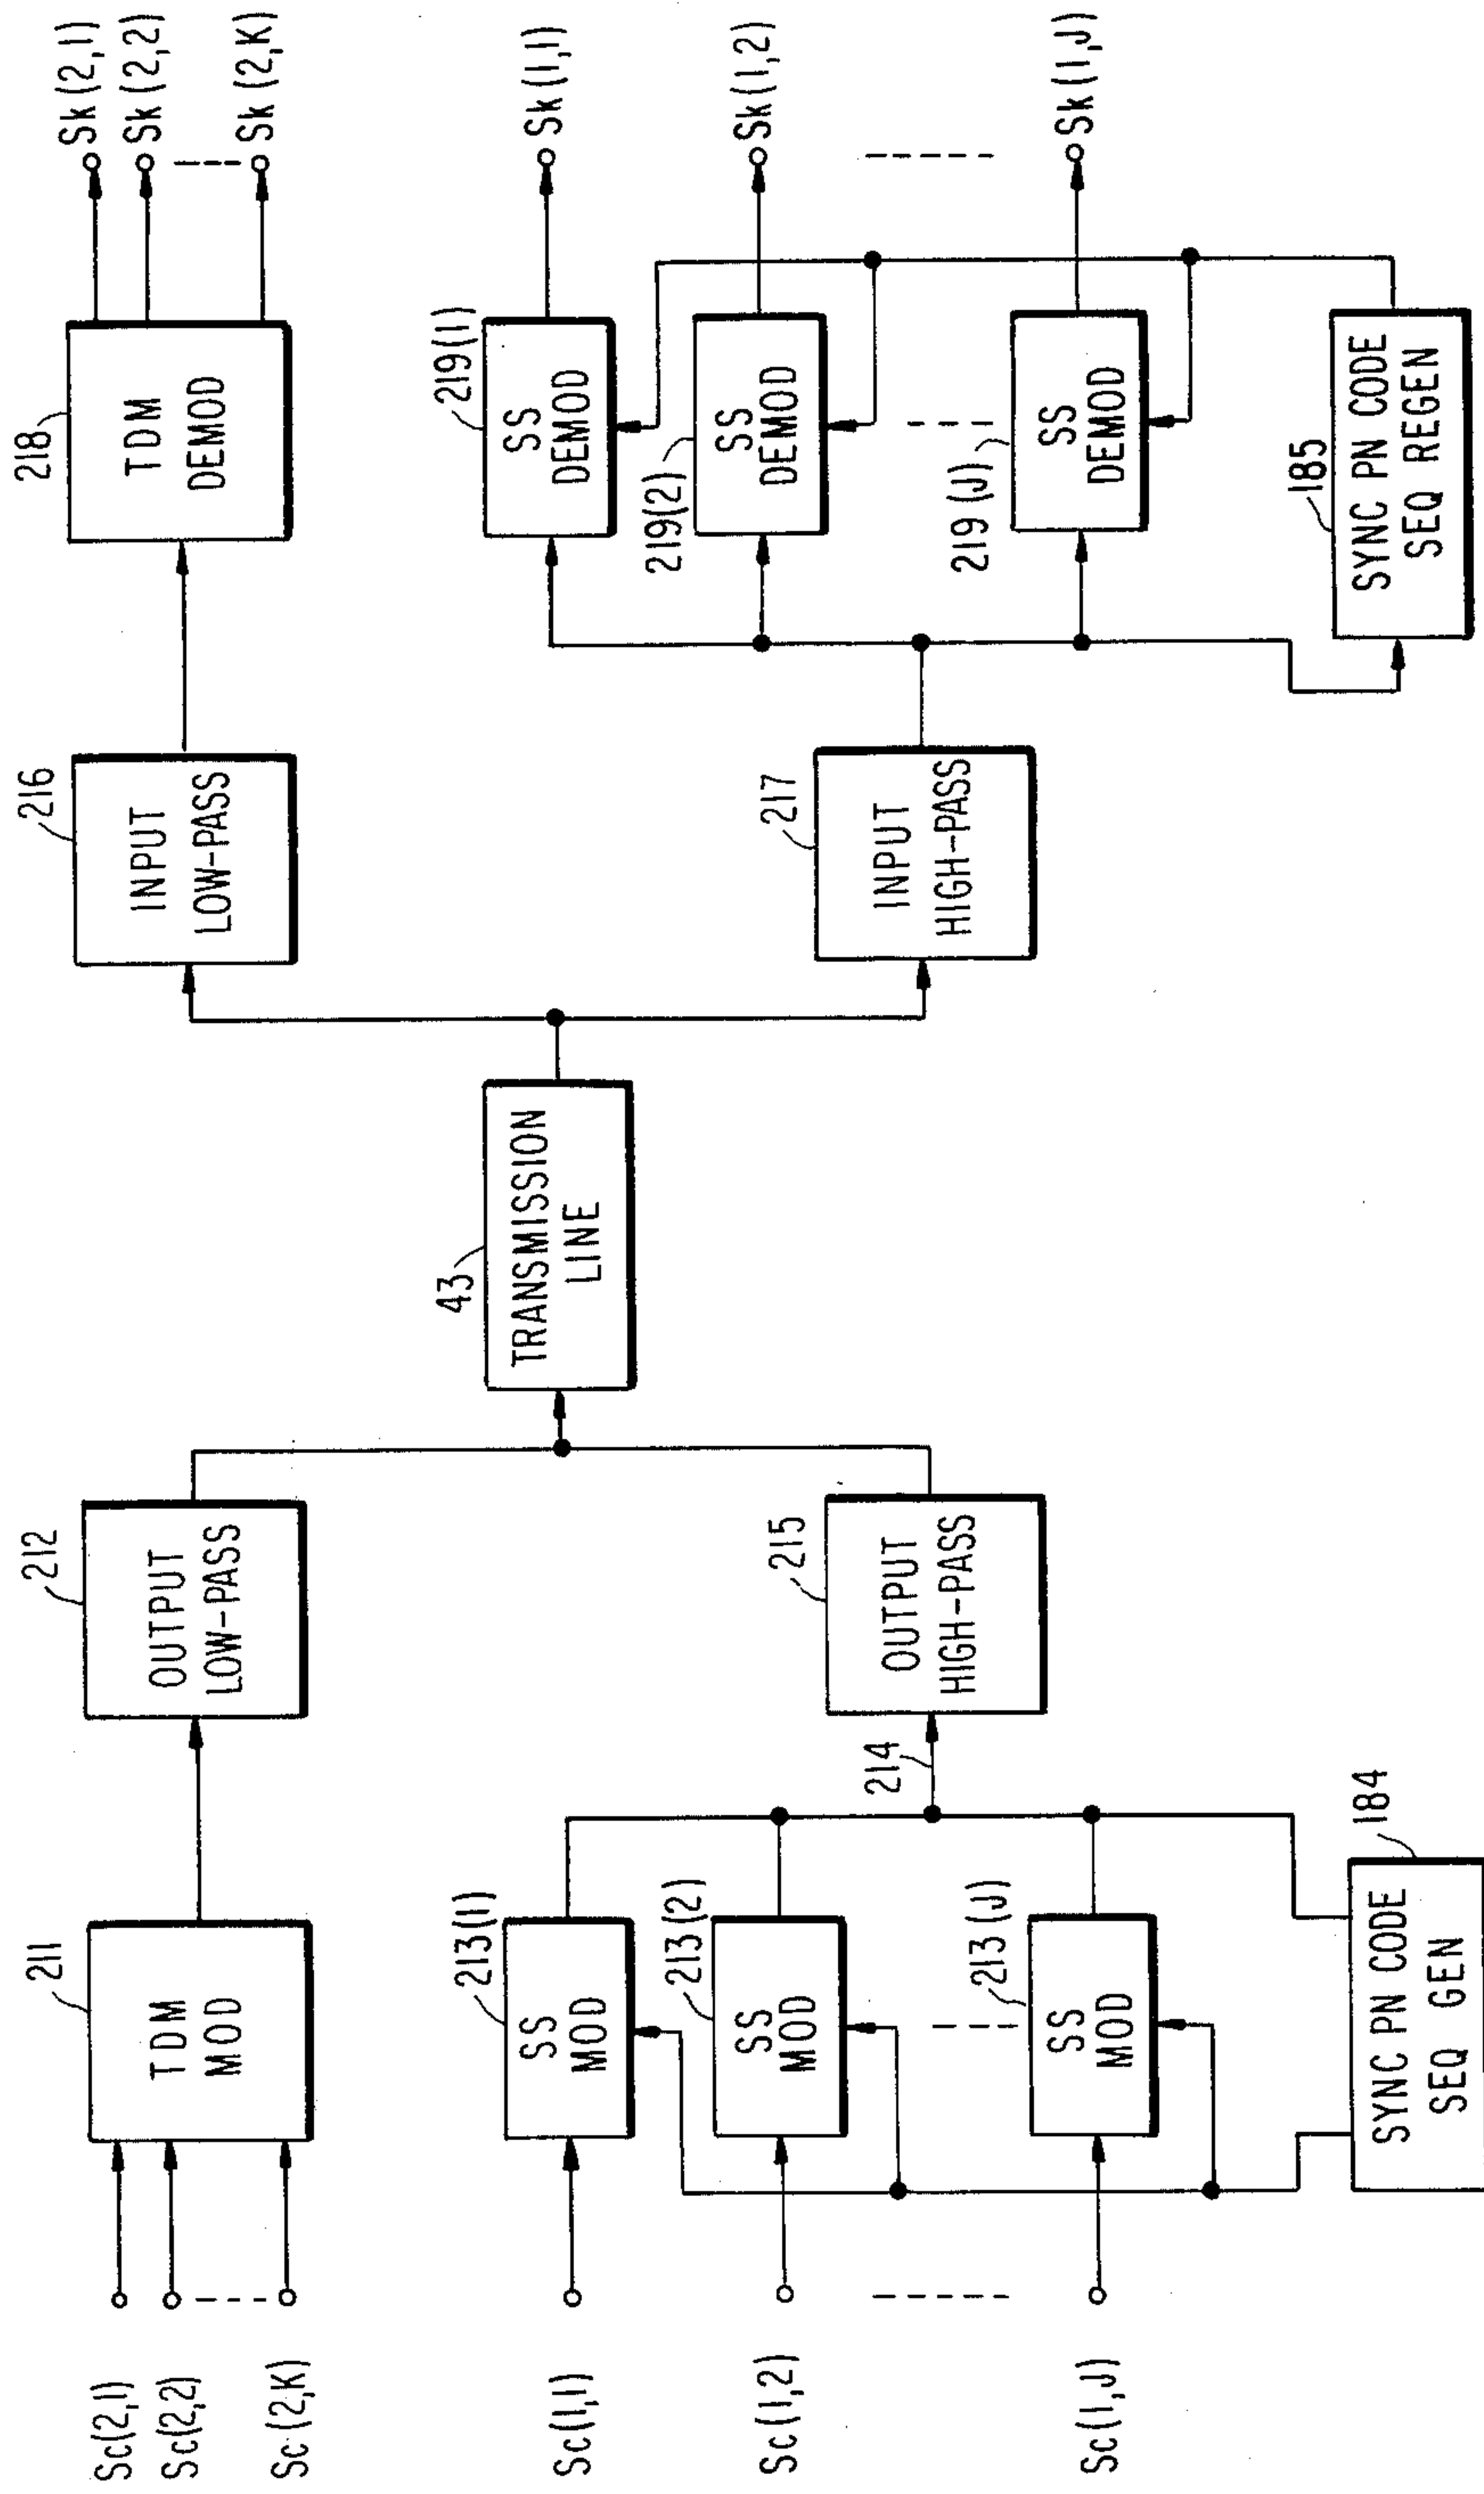 Sc(2,1)
Sc(2,2)
Sc(2,K)
211
TDM
MOD
212
OUTPUT
LOW-PASS
Sc(1,1)
213(1)
SS
MOD
Sc(1,2)
213(2)
SS
MOD
Sc(1,J)
213(J)
SS
MOD
214
215
OUTPUT
HIGH-PASS
184
SYNC PN CODE
SEQ GEN
43
TRANSMISSION
LINE
216
INPUT
LOW-PASS
217
INPUT
HIGH-PASS
218
TDM
DEMOD
Sk(2,1)
Sk(2,2)
Sk(2,K)
219(1)
SS
DEMOD
Sk(1,1)
219(2)
SS
DEMOD
Sk(1,2)
219(J)
SS
DEMOD
Sk(1,J)
185
SYNC PN CODE
SEQ REGEN